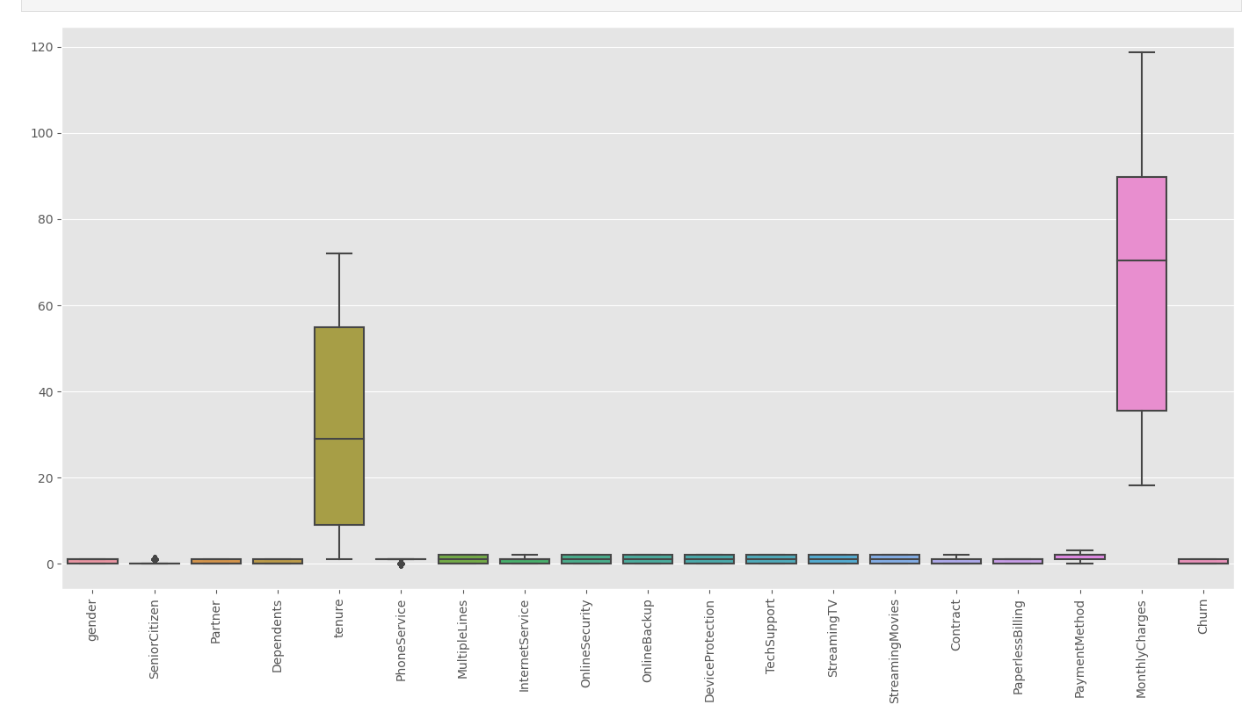 120
100
80
60
40
20
0
gender
SeniorCitizen
Partner
Dependents
tenure
PhoneService
MultipleLines
InternetService
OnlineSecurity
OnlineBackup
DeviceProtection
TechSupport
StreamingTV
StreamingMovies
Contract
PaperlessBilling
PaymentMethod
MonthlyCharges
Churn